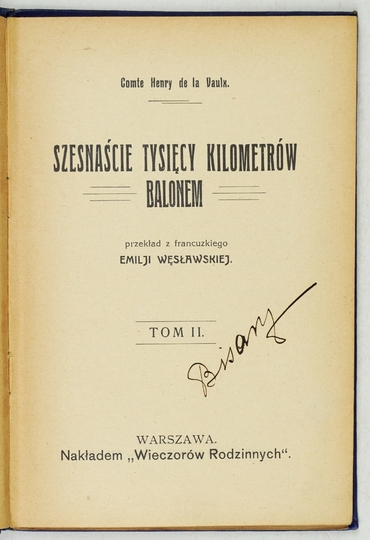 Comte Henry de la Vaulx.
SZESNAŚCIE TYSIĘCY KILOMETRÓW
BALONEM
przekład z francuzkiego
EMILJI WĘSŁAWSKIEJ.
TOM II.
WARSZAWA.
Nakładem „Wieczorów Rodzinnych".